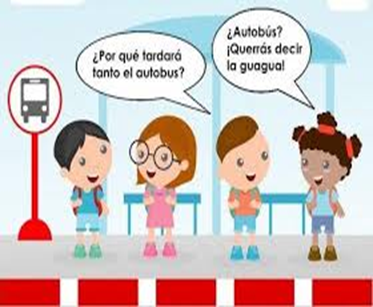 ¿Por qué tardará
tanto el autobus?
¿Autobús?
¡Querrás decir
la guagua!